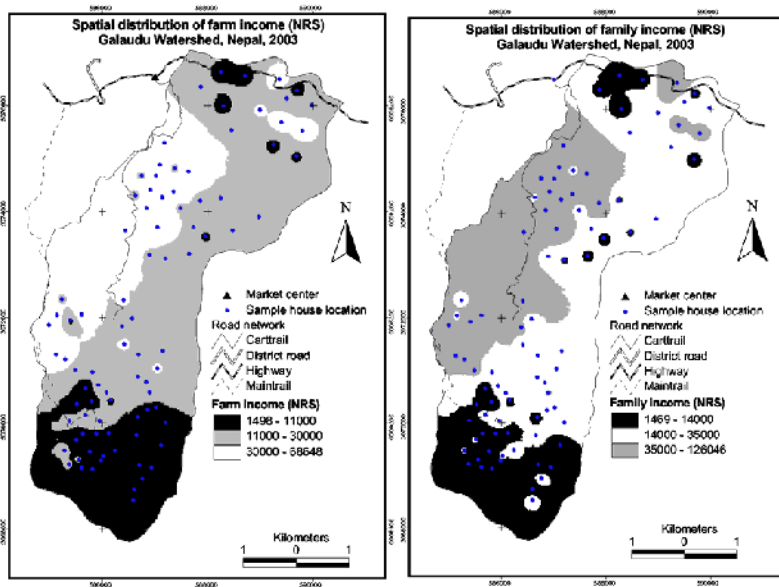 Spatial distribution of farm income (NRS)
Galaudu Watershed, Nepal, 2003
N
Market center
Sample house location
Road network
Carttrail
District road
Highway
Maintrail
Farm Income (NRS)
1498 - 11000
11000 - 30000
30000 - 68648
Kilometers
1 0 1
Spatial distribution of family income (NRS)
Galaudu Watershed, Nepal, 2003
N
Market center
Sample house location
Road network
Carttrail
District road
Highway
Maintrail
Family Income (NRS)
1469 - 14000
14000 - 35000
35000 - 126046
Kilometers
1 0 1